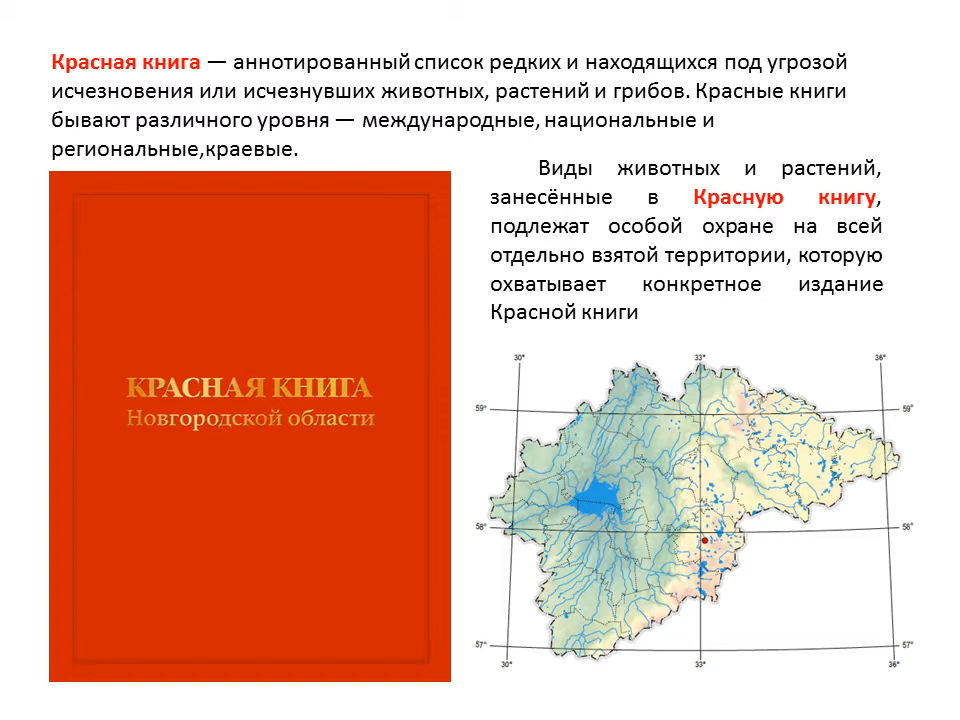 Красная книга — аннотированный список редких и находящихся под угрозой
исчезновения или исчезнувших животных, растений и грибов. Красные книги
бывают различного уровня — международные, национальные и
региональные,краевые.
Виды животных и растений,
занесённые в Красную книгу,
подлежат особой охране на всей
отдельно взятой территории, которую
охватывает конкретное издание
Красной книги
КРАСНАЯ КНИГА
Новгородской области
30° 33° 36°
59° 59°
58° 58°
57° 57°
30° 33° 36°